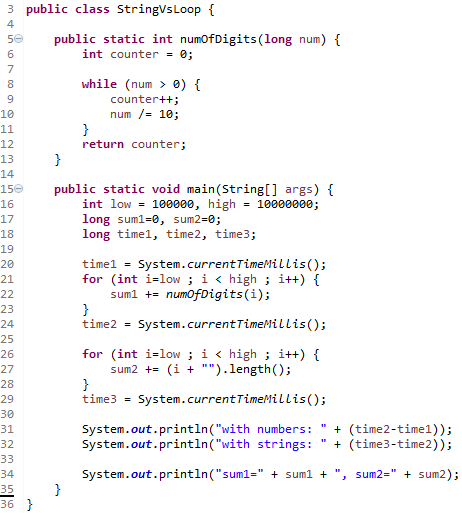 3 public class StringVsLoop {
4
5 public static int numOfDigits(long num) {
6 int counter = 0;
7
8 while (num > 0) {
9 counter++;
10 num /= 10;
11 }
12 return counter;
13 }
14
15 public static void main(String[] args) {
16 int low = 100000, high = 10000000;
17 long sum1=0, sum2=0;
18 long time1, time2, time3;
19
20 time1 = System.currentTimeMillis();
21 for (int i=low ; i < high ; i++) {
22 sum1 += numOfDigits(i);
23 }
24 time2 = System.currentTimeMillis();
25
26 for (int i=low ; i < high ; i++) {
27 sum2 += (i + "").length();
28 }
29 time3 = System.currentTimeMillis();
30
31 System.out.println("with numbers: " + (time2-time1));
32 System.out.println("with strings: " + (time3-time2));
33
34 System.out.println("sum1=" + sum1 + ", sum2=" + sum2);
35 }
36 }